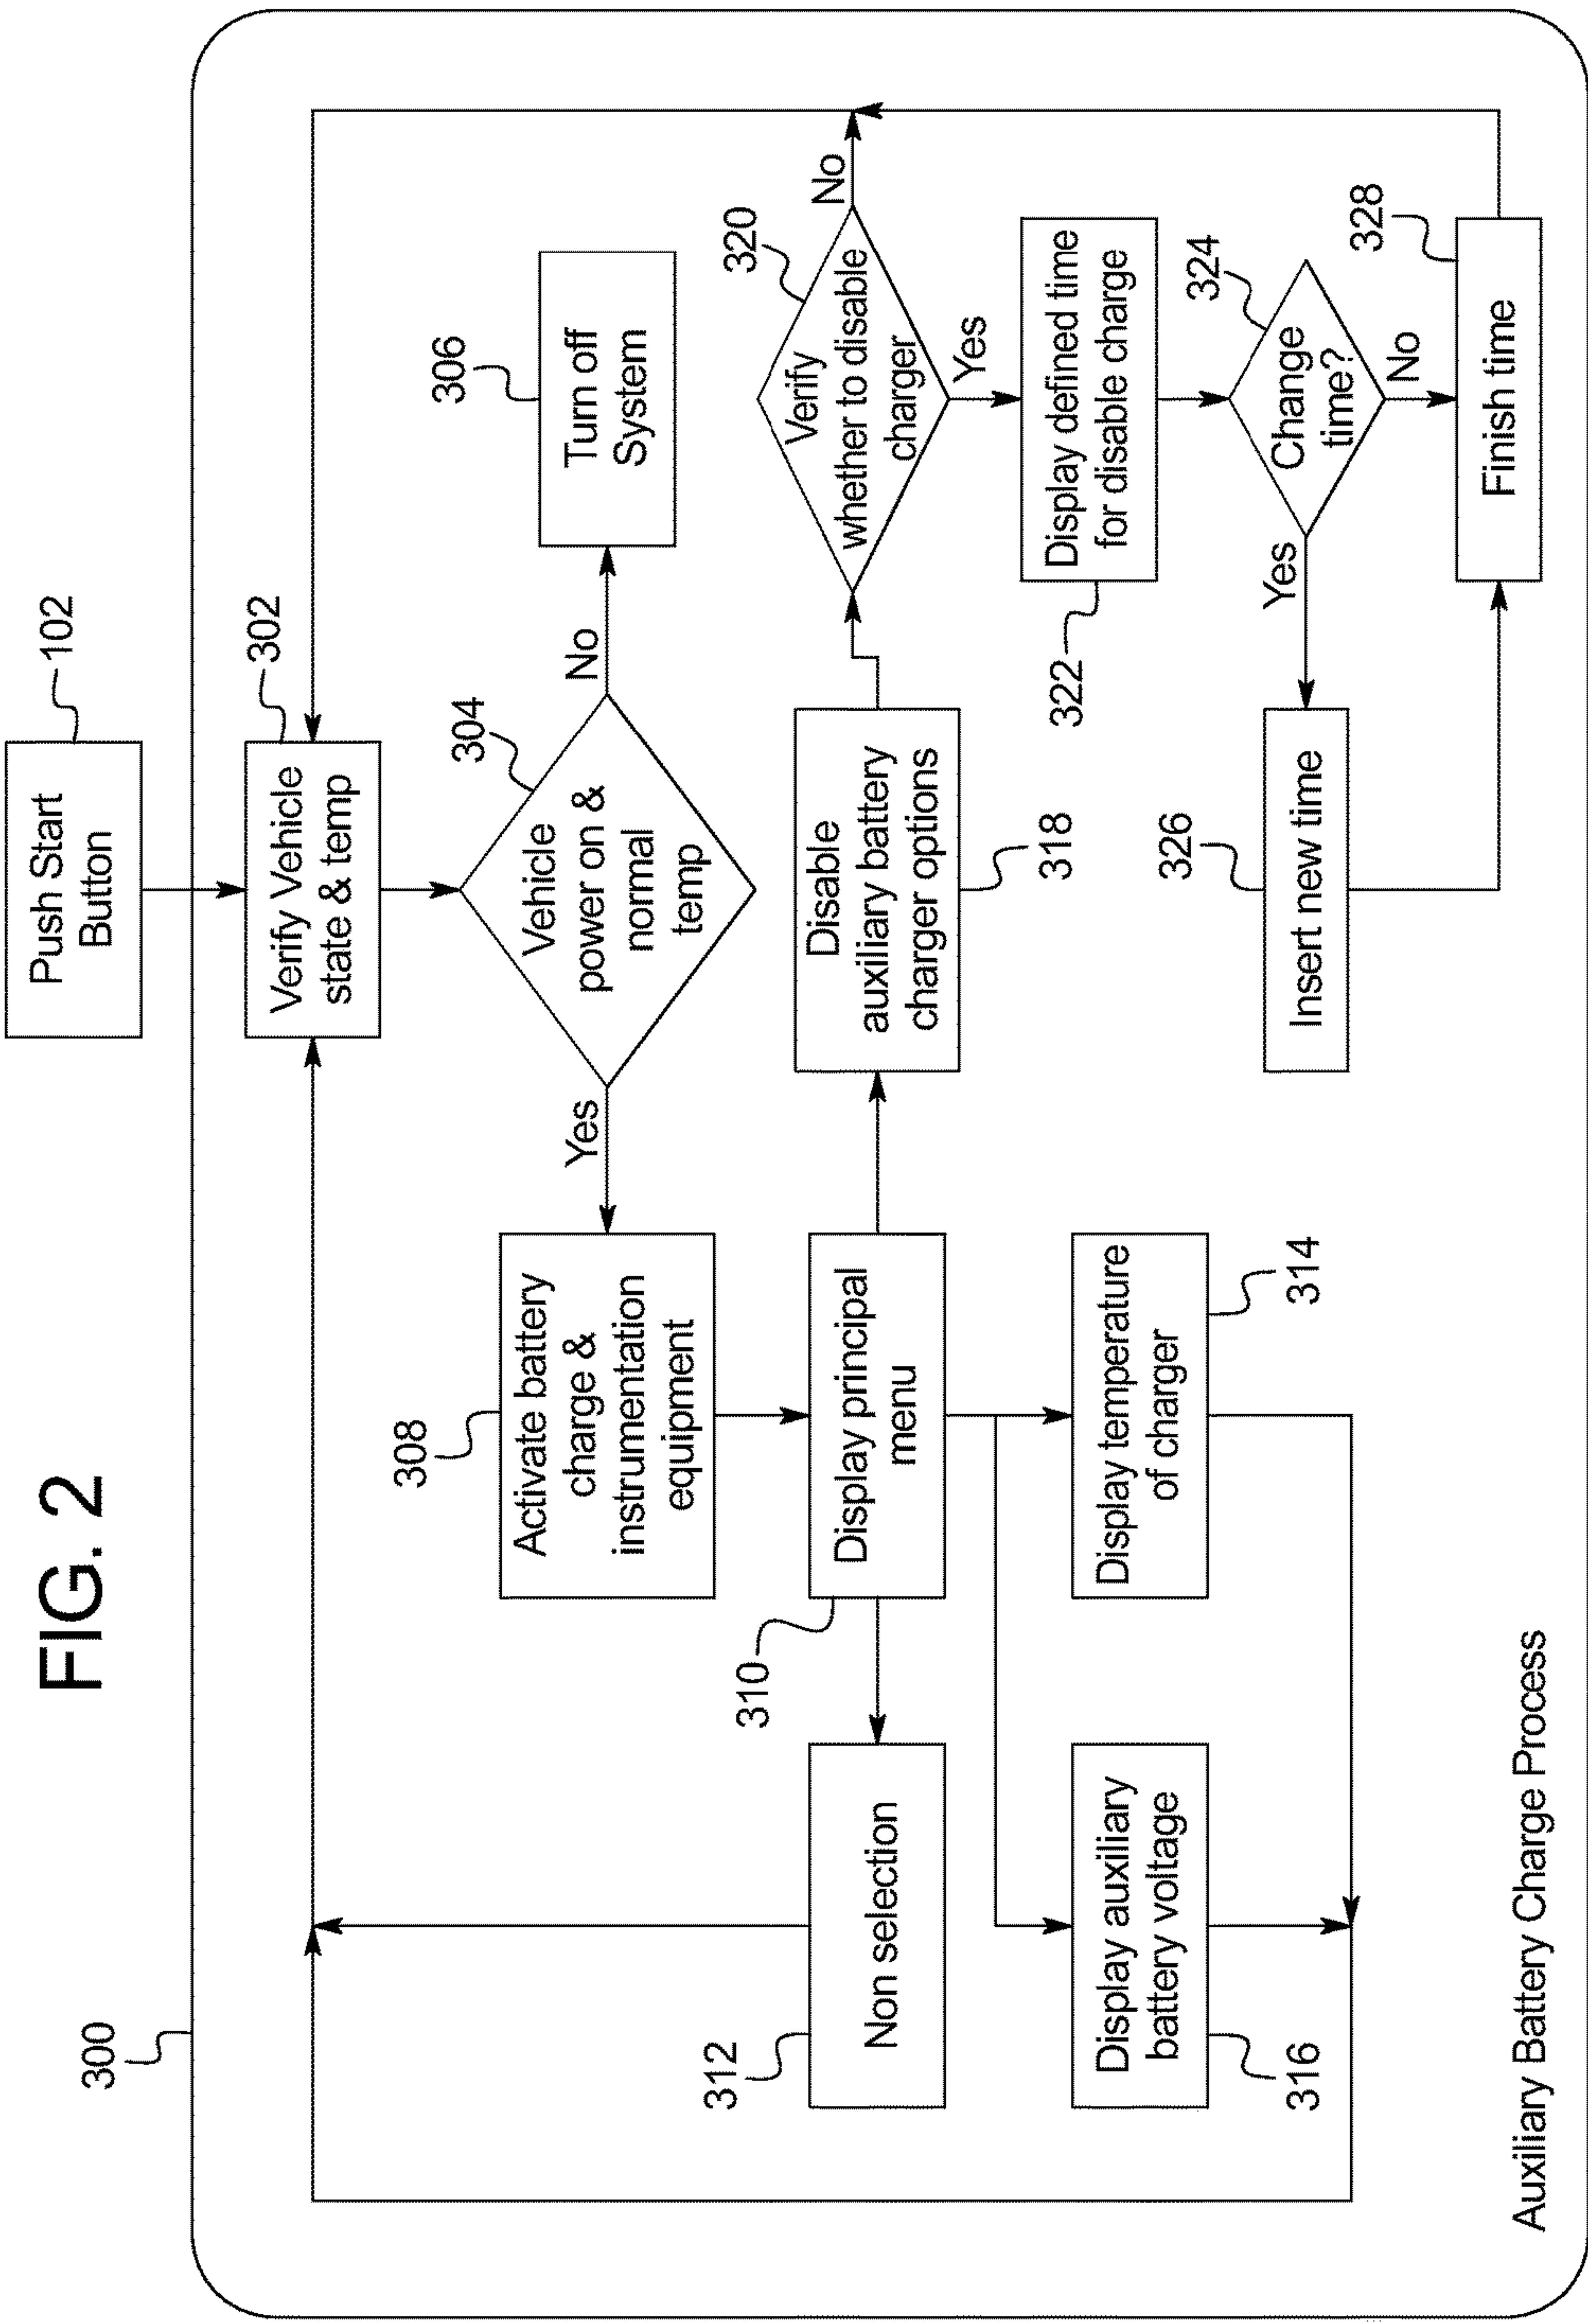 FIG. 2
300
Push Start
Button
102
Verify Vehicle
state & temp
302
Vehicle
power on &
normal
temp
304
No
Turn off
System
306
Yes
Activate battery
charge &
instrumentation
equipment
308
Display principal
menu
310
Non selection
312
Display temperature
of charger
314
Display auxiliary
battery voltage
316
Disable
auxiliary battery
charger options
318
Verify
whether to disable
charger
320
No
Yes
Display defined time
for disable charge
322
Change
time?
324
Yes
No
Insert new time
326
Finish time
328
Auxiliary Battery Charge Process